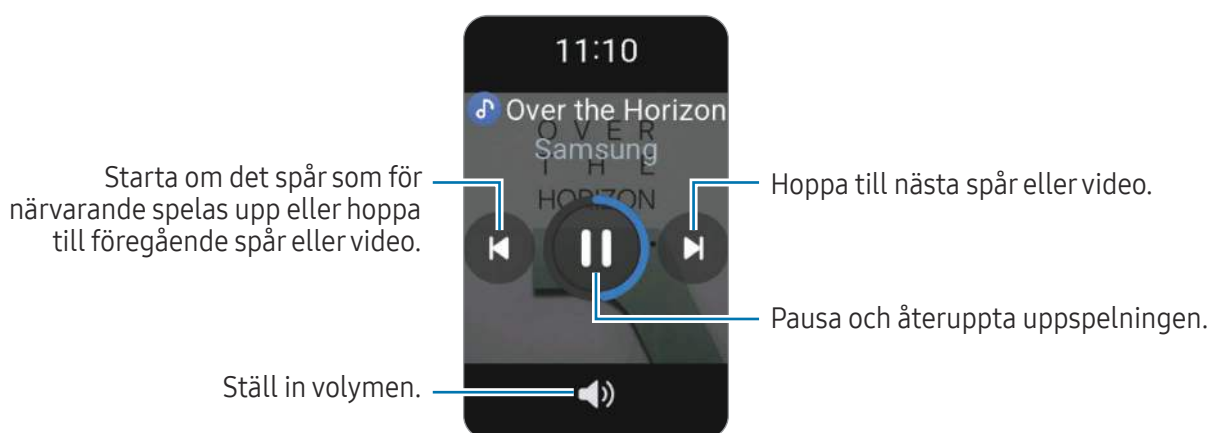 11:10
Over the Horizon
Samsung
OVER
THE
HORIZON
Starta om det spår som för
närvarande spelas upp eller hoppa
till föregående spår eller video.
Hoppa till nästa spår eller video.
Pausa och återuppta uppspelningen.
Ställ in volymen.